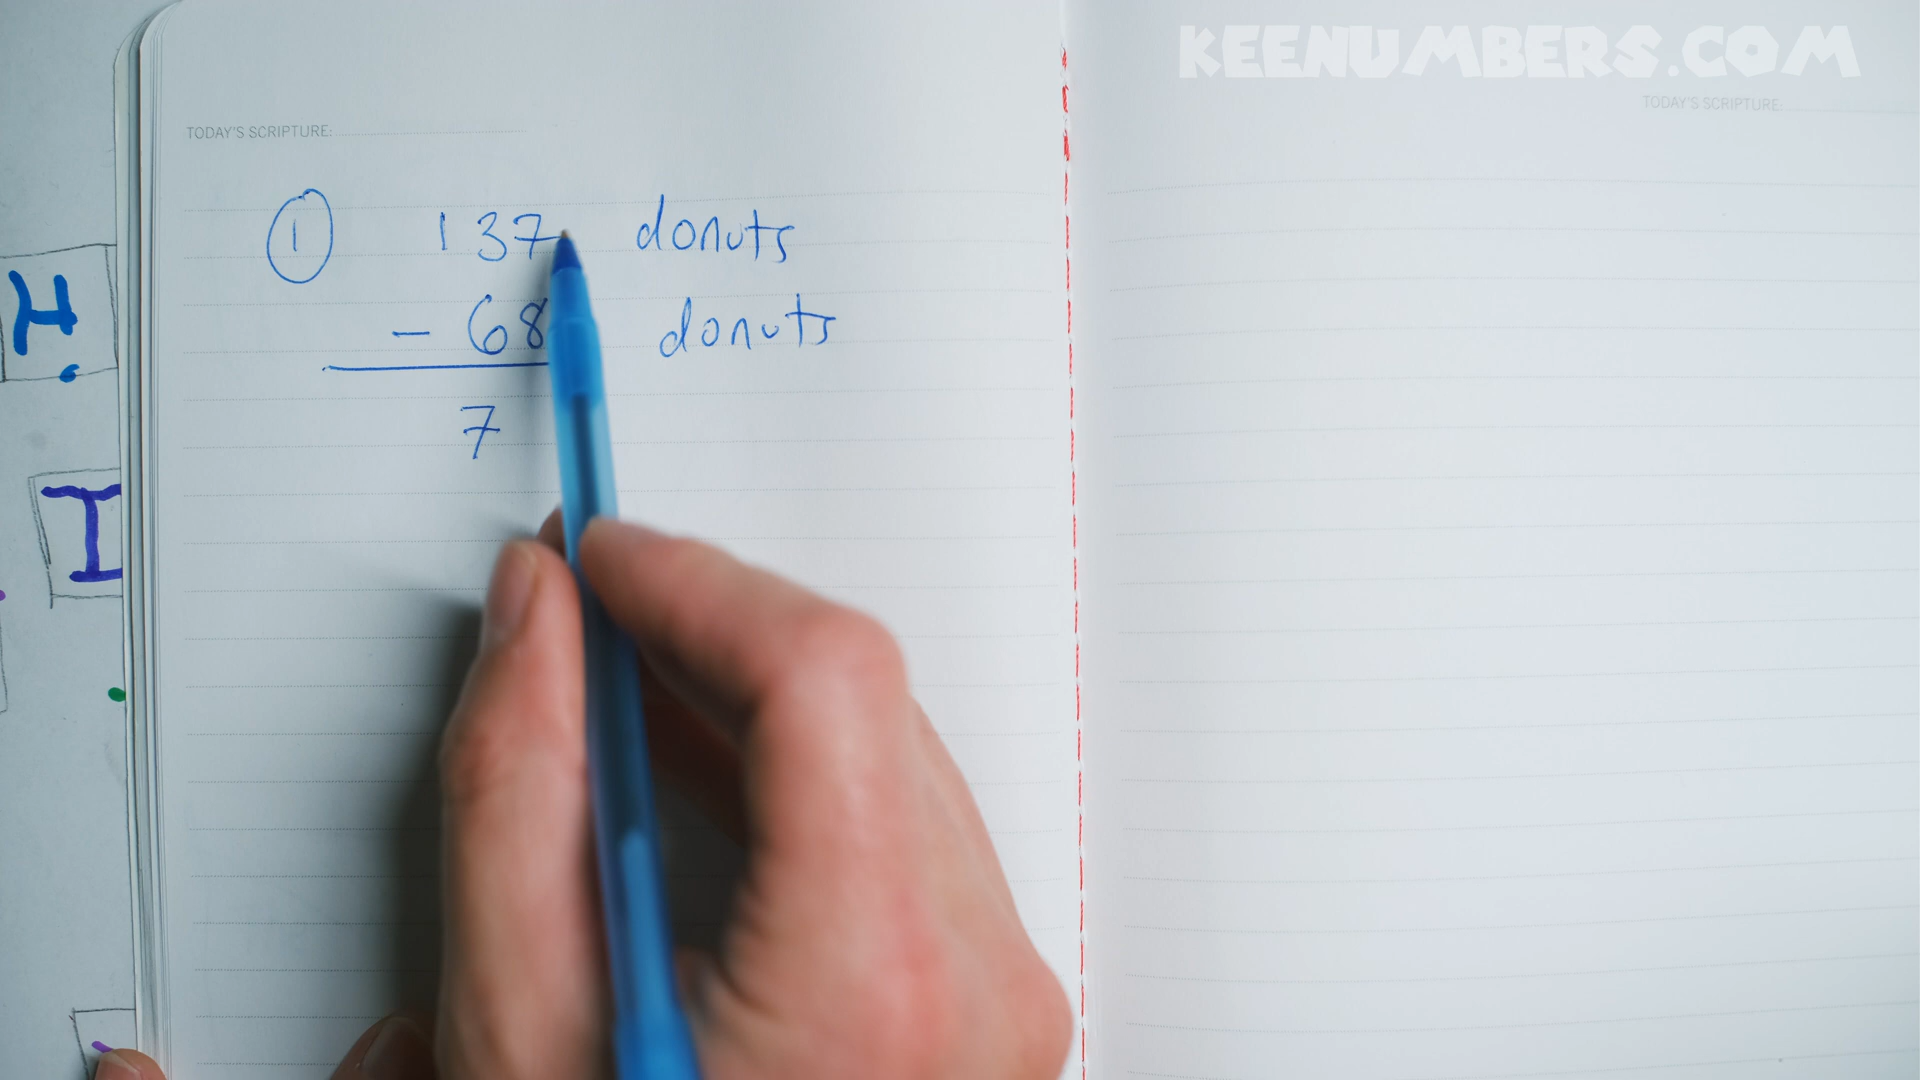 KEENUMBERS.COM
TODAY'S SCRIPTURE:
TODAY'S SCRIPTURE:
1 137 donuts
- 68 donuts
7
I